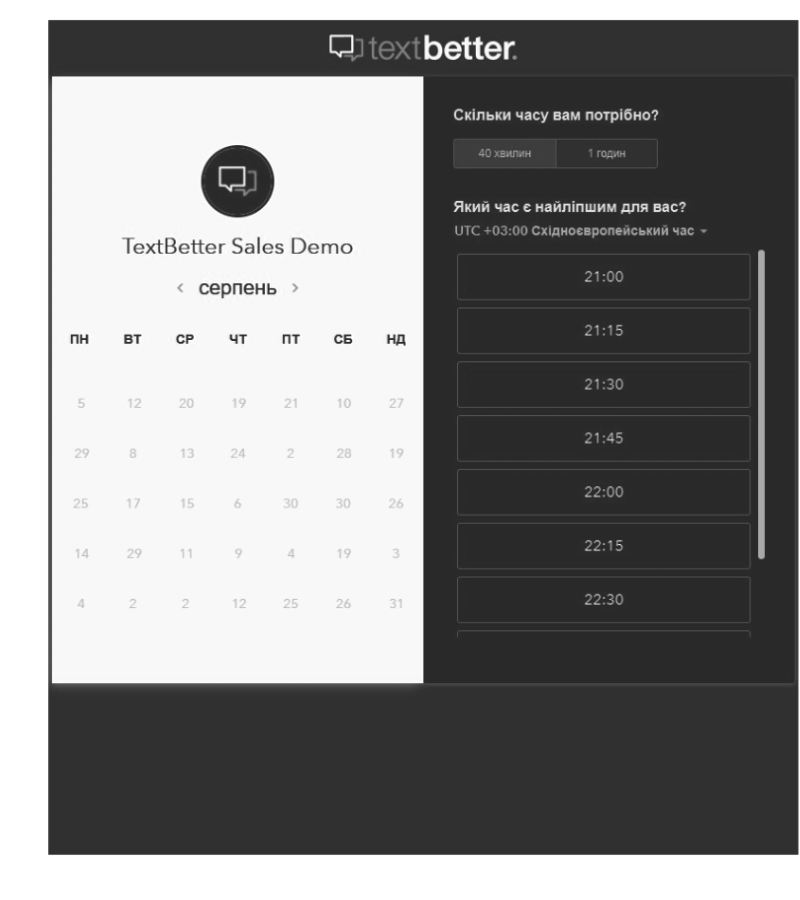 textbetter.
TextBetter Sales Demo
< серпень >
ПН ВТ СР ЧТ ПТ СБ НД
5 12 20 19 21 10 27
29 8 13 24 2 28 19
25 17 15 6 30 30 26
14 29 11 9 4 19 3
4 2 2 12 25 26 31
Скільки часу вам потрібно?
40 хвилин 1 годин
Який час є найліпшим для вас?
UTC +03:00 Східноєвропейський час
21:00
21:15
21:30
21:45
22:00
22:15
22:30